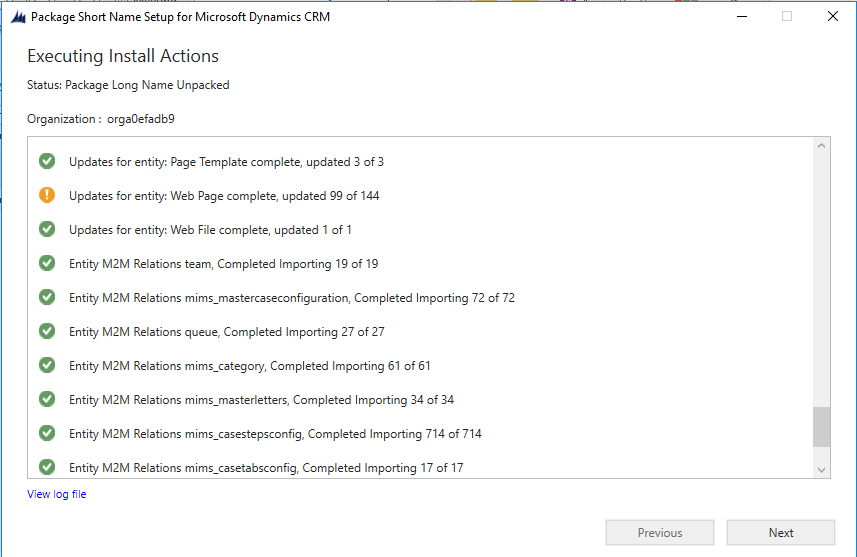 Package Short Name Setup for Microsoft Dynamics CRM
Executing Install Actions
Status: Package Long Name Unpacked
Organization : orga0efadb9
Updates for entity: Page Template complete, updated 3 of 3
Updates for entity: Web Page complete, updated 99 of 144
Updates for entity: Web File complete, updated 1 of 1
Entity M2M Relations team, Completed Importing 19 of 19
Entity M2M Relations mims_mastercaseconfiguration, Completed Importing 72 of 72
Entity M2M Relations queue, Completed Importing 27 of 27
Entity M2M Relations mims_category, Completed Importing 61 of 61
Entity M2M Relations mims_masterletters, Completed Importing 34 of 34
Entity M2M Relations mims_casestepsconfig, Completed Importing 714 of 714
Entity M2M Relations mims_casetabsconfig, Completed Importing 17 of 17
View log file
Previous Next